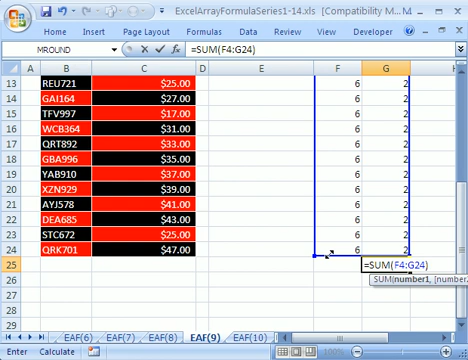 ExcelArrayFormulaSeries1-14.xls [Compatibility M...
Home Insert Design Formulas Data Review View Developer
MROUND =SUM(F4:G24)
A B C D E F G H
13 REU721 $25.00 6 2
14 GAI164 $27.00 6 2
15 TFV997 $17.00 6 2
16 WCB364 $31.00 6 2
17 QRT892 $33.00 6 2
18 GBA996 $35.00 6 2
19 YAB910 $37.00 6 2
20 XZN929 $39.00 6 2
21 AYJ578 $41.00 6 2
22 DEA685 $43.00 6 2
23 STC672 $25.00 6 2
24 QRK701 $47.00 6 2
25 =SUM(F4:G24)
26 SUM(number1, [number
27
28
29
EAF(6) EAF(7) EAF(8) EAF(9) EAF(10)
Enter Calculate 100%